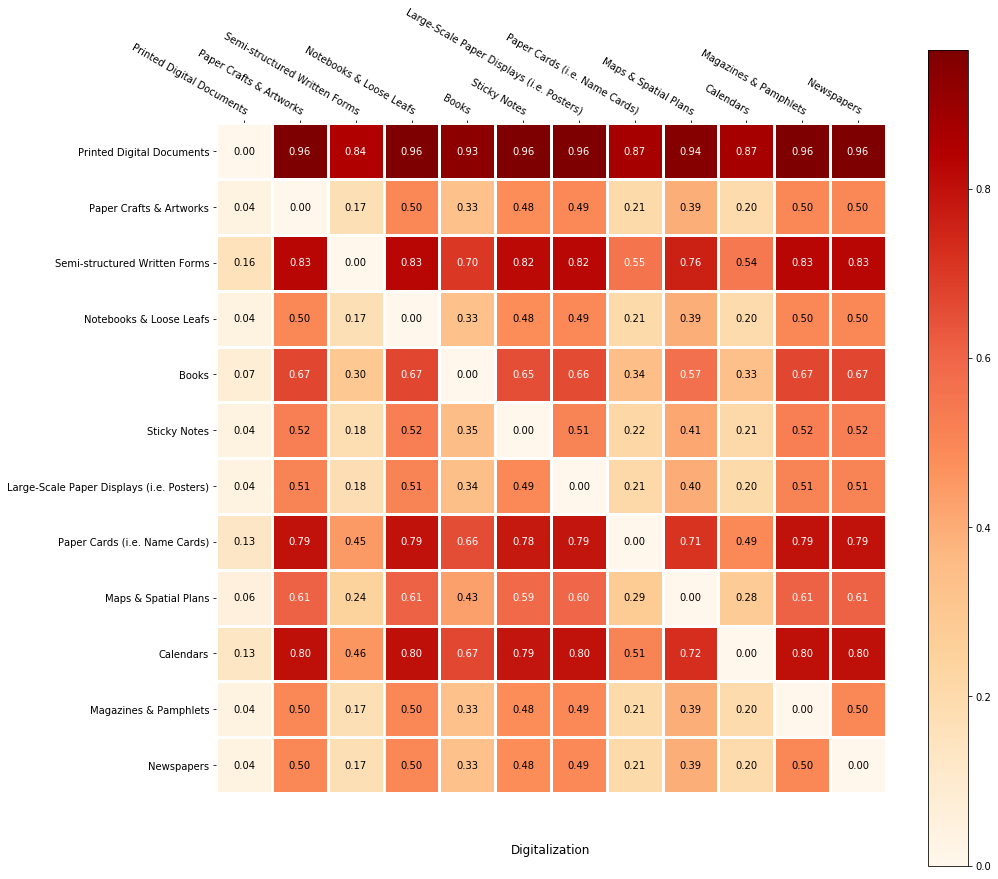 Printed Digital Documents
Paper Crafts & Artworks
Semi-structured Written Forms
Notebooks & Loose Leafs
Books
Sticky Notes
Large-Scale Paper Displays (i.e. Posters)
Paper Cards (i.e. Name Cards)
Maps & Spatial Plans
Calendars
Magazines & Pamphlets
Newspapers
Printed Digital Documents 0.00 0.96 0.84 0.96 0.93 0.96 0.96 0.87 0.94 0.87 0.96 0.96
Paper Crafts & Artworks 0.04 0.00 0.17 0.50 0.33 0.48 0.49 0.21 0.39 0.20 0.50 0.50
Semi-structured Written Forms 0.16 0.83 0.00 0.83 0.70 0.82 0.82 0.55 0.76 0.54 0.83 0.83
Notebooks & Loose Leafs 0.04 0.50 0.17 0.00 0.33 0.48 0.49 0.21 0.39 0.20 0.50 0.50
Books 0.07 0.67 0.30 0.67 0.00 0.65 0.66 0.34 0.57 0.33 0.67 0.67
Sticky Notes 0.04 0.52 0.18 0.52 0.35 0.00 0.51 0.22 0.41 0.21 0.52 0.52
Large-Scale Paper Displays (i.e. Posters) 0.04 0.51 0.18 0.51 0.34 0.49 0.00 0.21 0.40 0.20 0.51 0.51
Paper Cards (i.e. Name Cards) 0.13 0.79 0.45 0.79 0.66 0.78 0.79 0.00 0.71 0.49 0.79 0.79
Maps & Spatial Plans 0.06 0.61 0.24 0.61 0.43 0.59 0.60 0.29 0.00 0.28 0.61 0.61
Calendars 0.13 0.80 0.46 0.80 0.67 0.79 0.80 0.51 0.72 0.00 0.80 0.80
Magazines & Pamphlets 0.04 0.50 0.17 0.50 0.33 0.48 0.49 0.21 0.39 0.20 0.00 0.50
Newspapers 0.04 0.50 0.17 0.50 0.33 0.48 0.49 0.21 0.39 0.20 0.50 0.00
Digitalization
0.8
0.6
0.4
0.2
0.0